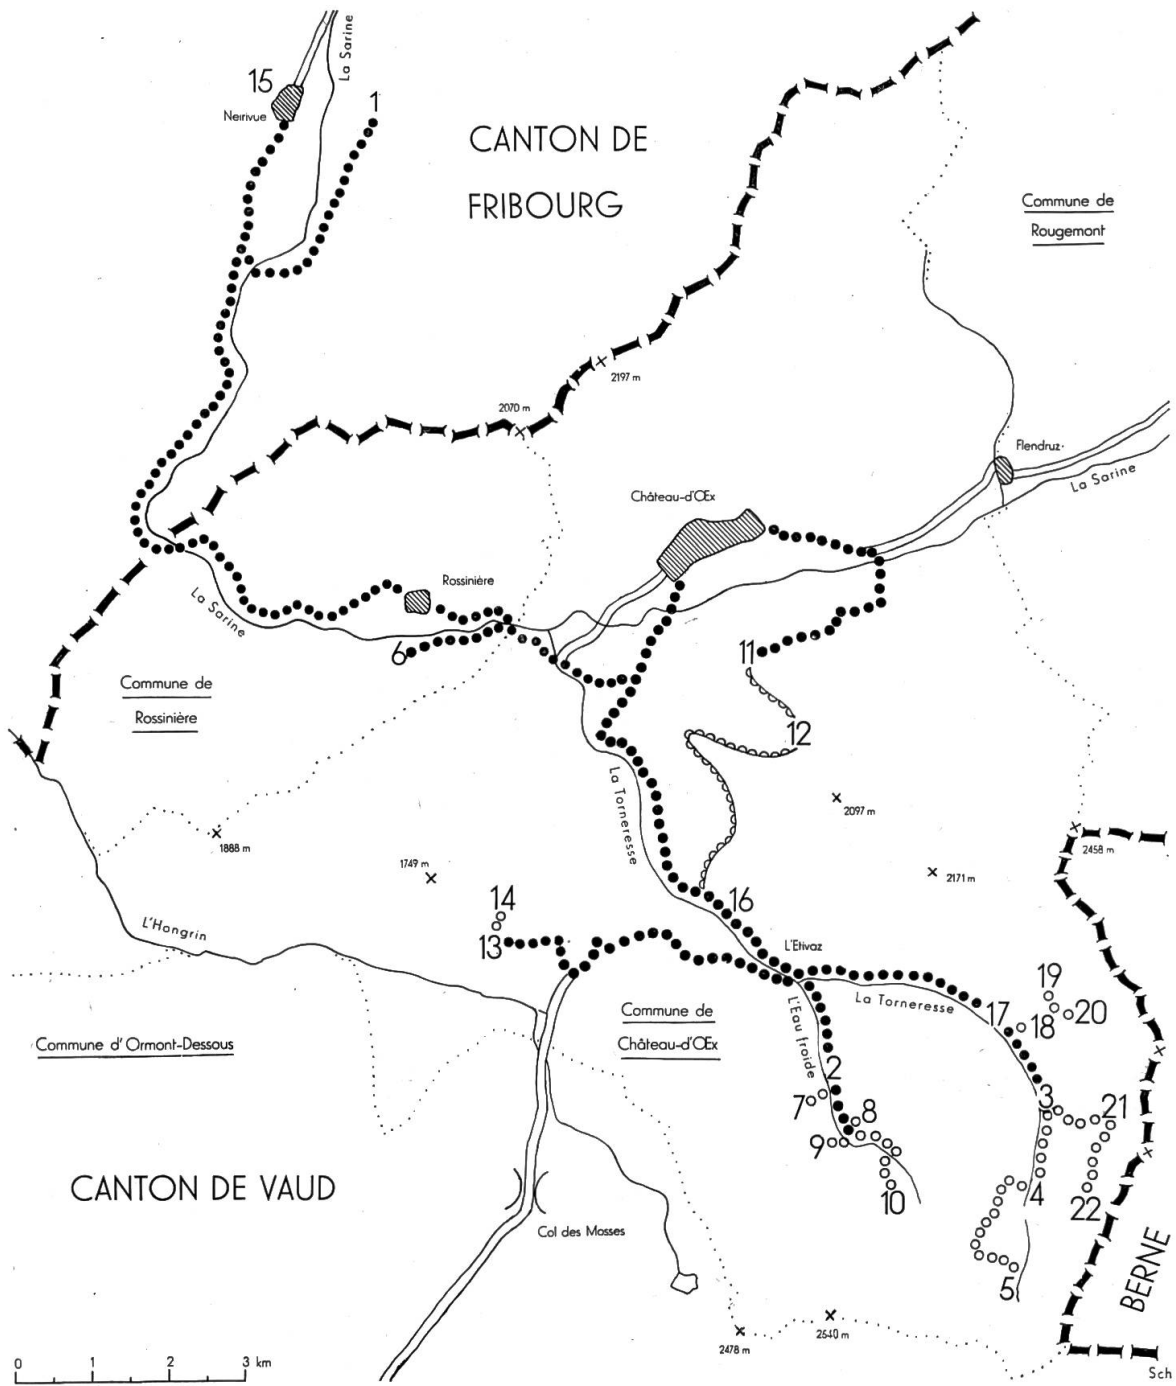 La Sarine
15
Neirivue
1
CANTON DE
FRIBOURG
Commune de
Rougemont
2197 m
2070 m
Flendruz
La Sarine
Château-d'Œx
Rossinière
La Sarine
6
11
Commune de
Rossinière
12
La Torneresse
2097 m
1888 m
1749 m
2458 m
2171 m
14
16
L'Hongrin
13
L'Etivaz
La Torneresse
19
20
17
18
L'Eau froide
Commune de
Château-d'Œx
Commune d'Ormont-Dessous
2
7
8
3
21
9
10
4
22
CANTON DE VAUD
Col des Mosses
5
BERNE
2478 m
2540 m
0 1 2 3 km
Sch